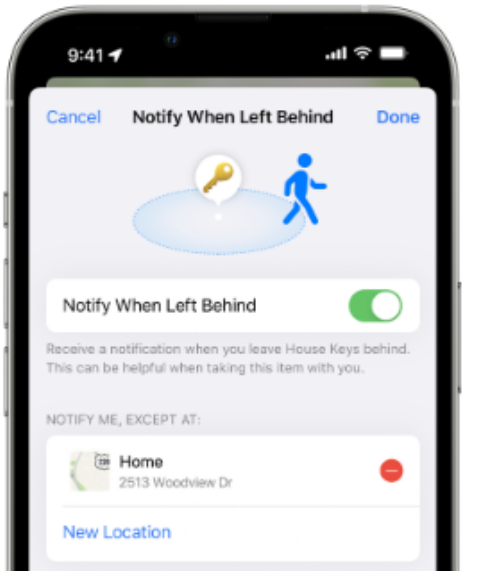 9:41
Cancel Notify When Left Behind Done
Notify When Left Behind
Receive a notification when you leave House Keys behind.
This can be helpful when taking this item with you.
NOTIFY ME, EXCEPT AT:
Home
2513 Woodview Dr
New Location